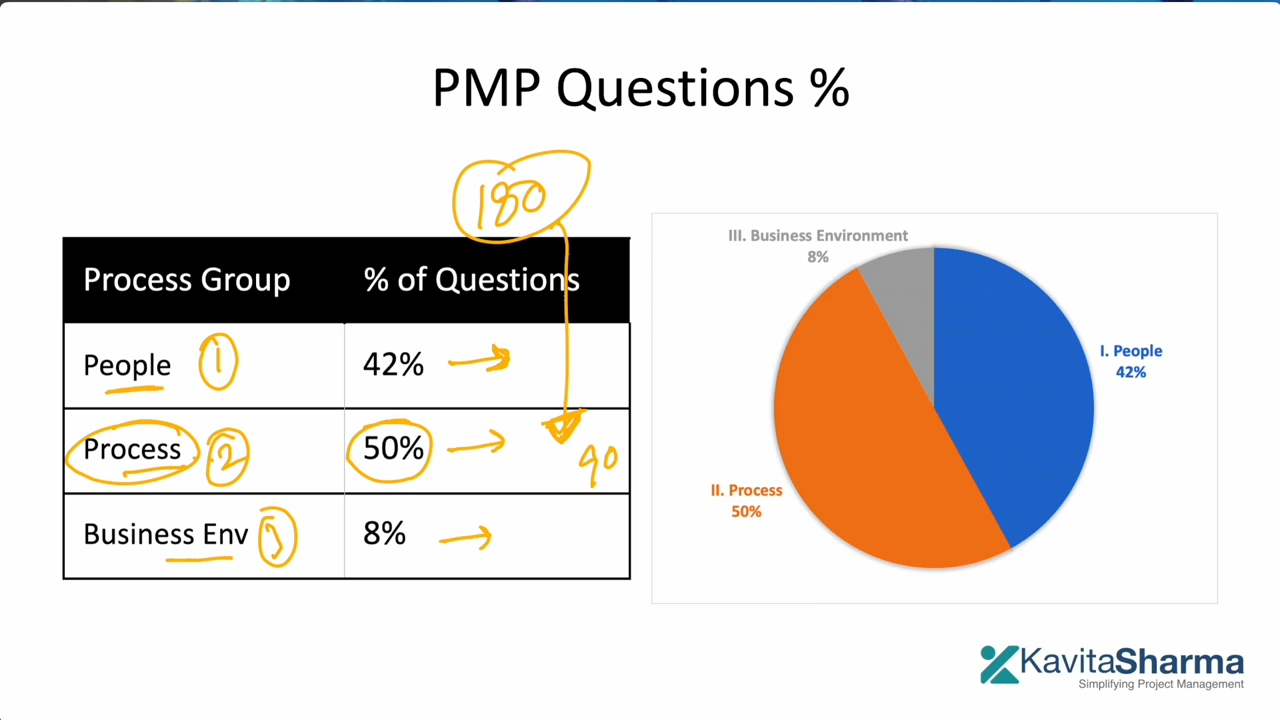 PMP Questions %
180
Process Group % of Questions
People 1 42%
Process 2 50% 90
Business Env 3 8%
III. Business Environment
8%
I. People
42%
II. Process
50%
KavitaSharma
Simplifying Project Management